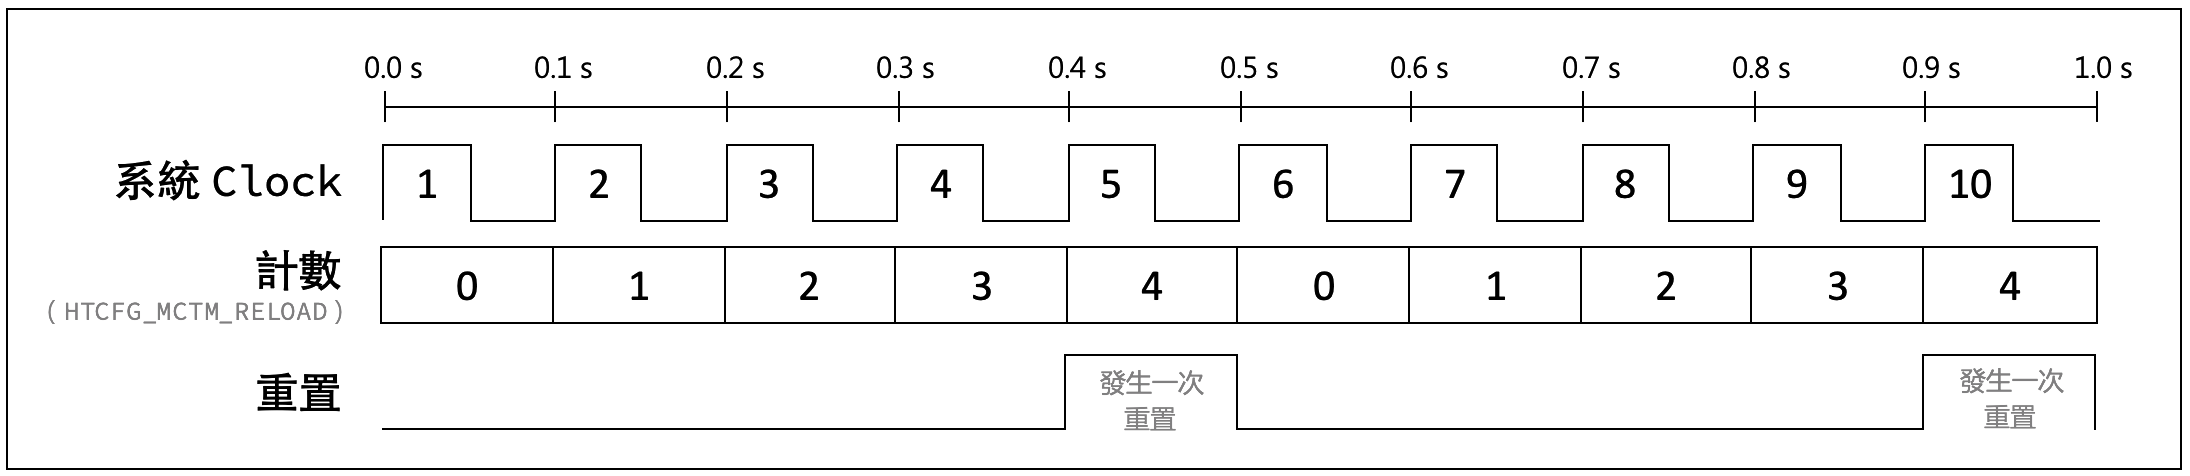 0.0 s 0.1 s 0.2 s 0.3 s 0.4 s 0.5 s 0.6 s 0.7 s 0.8 s 0.9 s 1.0 s
系統 Clock 1 2 3 4 5 6 7 8 9 10
計數 0 1 2 3 4 0 1 2 3 4
( HTCFG_MCTM_RELOAD )
重置 發生一次 發生一次
重置 重置